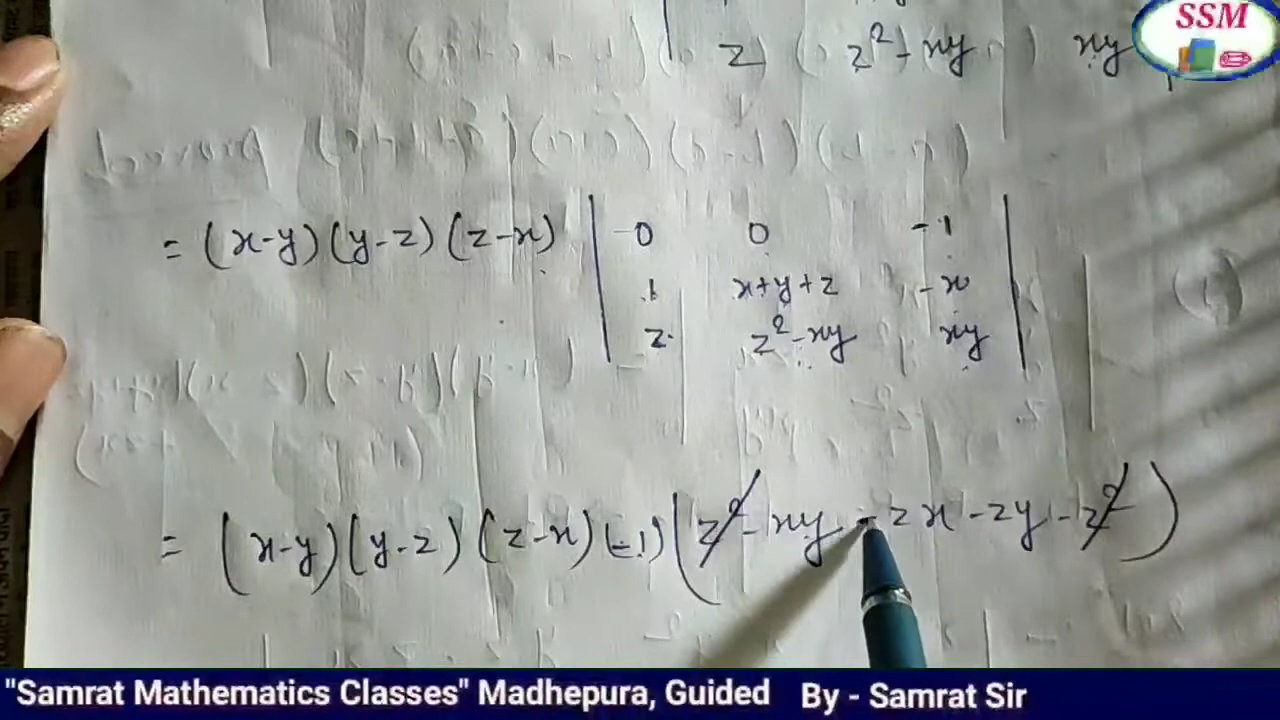 SSM
z z²-xy xy
= (x-y)(y-z)(z-x) | 0 0 -1 |
1 x+y+z -x
z z²-xy xy
= (x-y)(y-z)(z-x)(-1)(z²-xy-zx-zy-z²)
"Samrat Mathematics Classes" Madhepura, Guided By - Samrat Sir